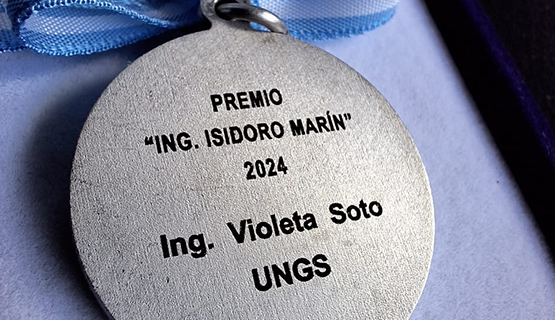 PREMIO
“ING. ISIDORO MARÍN”
2024
Ing. Violeta Soto
UNGS